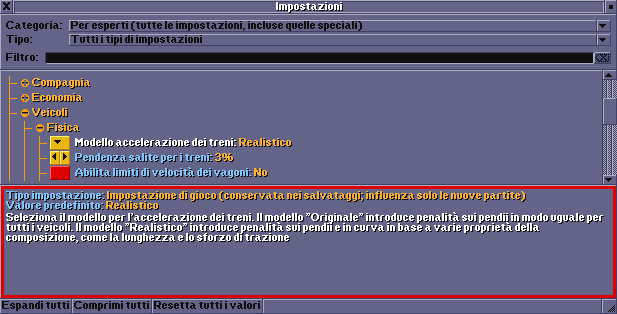 Impostazioni
Categoria: Per esperti (tutte le impostazioni, incluse quelle speciali)
Tipo: Tutti i tipi di impostazioni
Filtro:
Compagnia
Economia
Veicoli
Fisica
Modello accelerazione dei treni: Realistico
Pendenza salite per i treni: 3%
Abilita limiti di velocità dei vagoni: No
Tipo impostazione: Impostazione di gioco (conservata nei salvataggi; influenza solo le nuove partite)
Valore predefinito: Realistico
Seleziona il modello per l'accelerazione dei treni. Il modello "Originale" introduce penalità sui pendii in modo uguale per
tutti i veicoli. Il modello "Realistico" introduce penalità sui pendii e in curva in base a varie proprietà della
composizione, come la lunghezza e lo sforzo di trazione
Espandi tutti Comprimi tutti Resetta tutti i valori